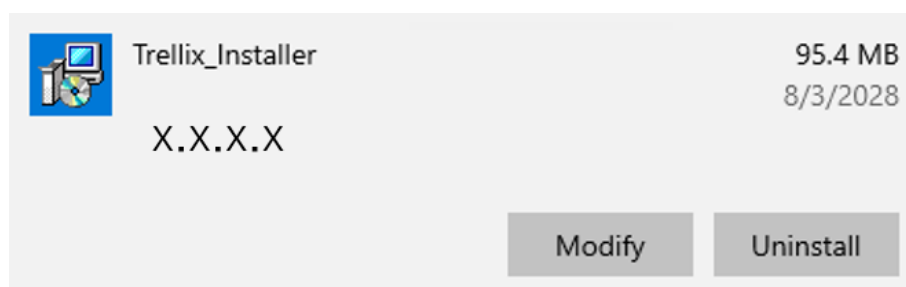 Trellix_Installer
95.4 MB
8/3/2028
X.X.X.X
Modify
Uninstall